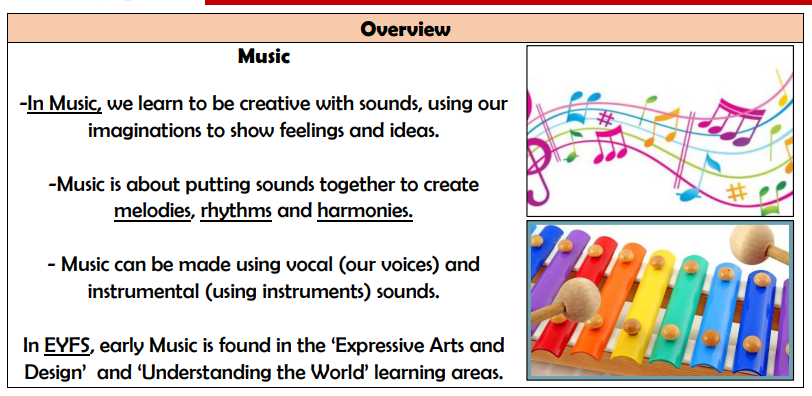 Overview
Music
-In Music, we learn to be creative with sounds, using our
imaginations to show feelings and ideas.
-Music is about putting sounds together to create
melodies, rhythms and harmonies.
- Music can be made using vocal (our voices) and
instrumental (using instruments) sounds.
In EYFS, early Music is found in the ‘Expressive Arts and
Design’ and ‘Understanding the World’ learning areas.